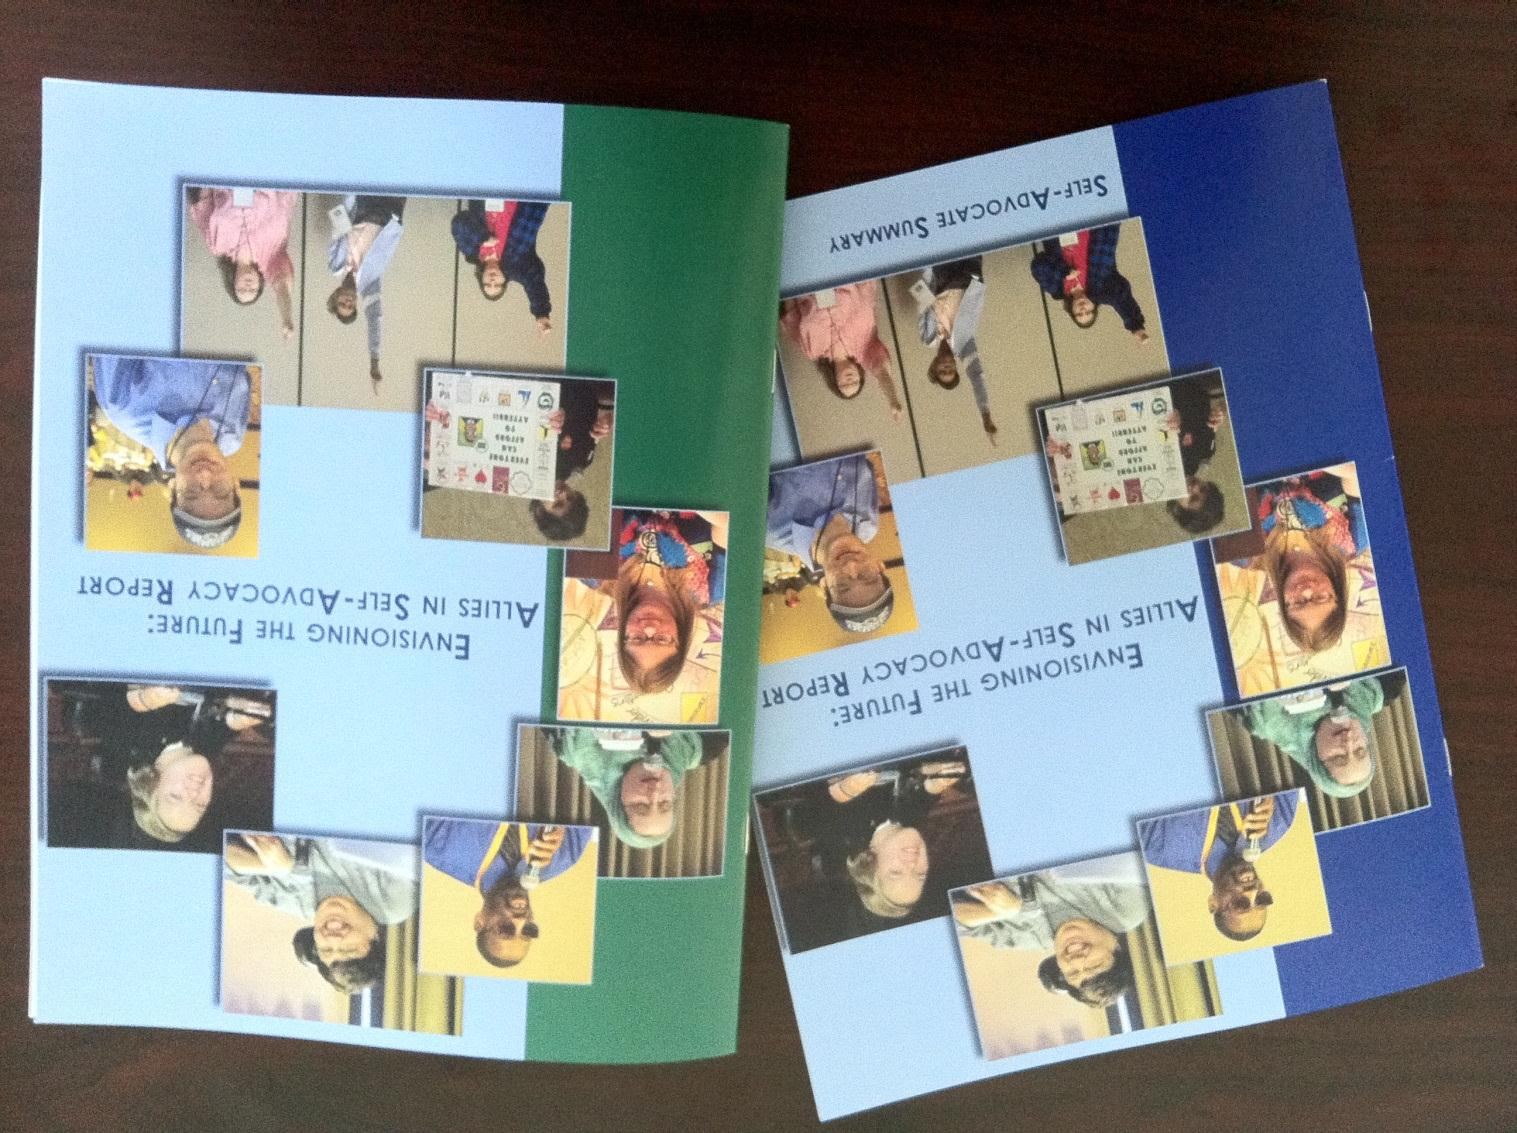 Envisioning the Future:
Allies in Self-Advocacy Report
EVERYONE
CAN
AFFORD
TO
ATTEND!!
Envisioning the Future:
Allies in Self-Advocacy Report
EVERYONE
CAN
AFFORD
TO
ATTEND!!
Self-Advocate Summary